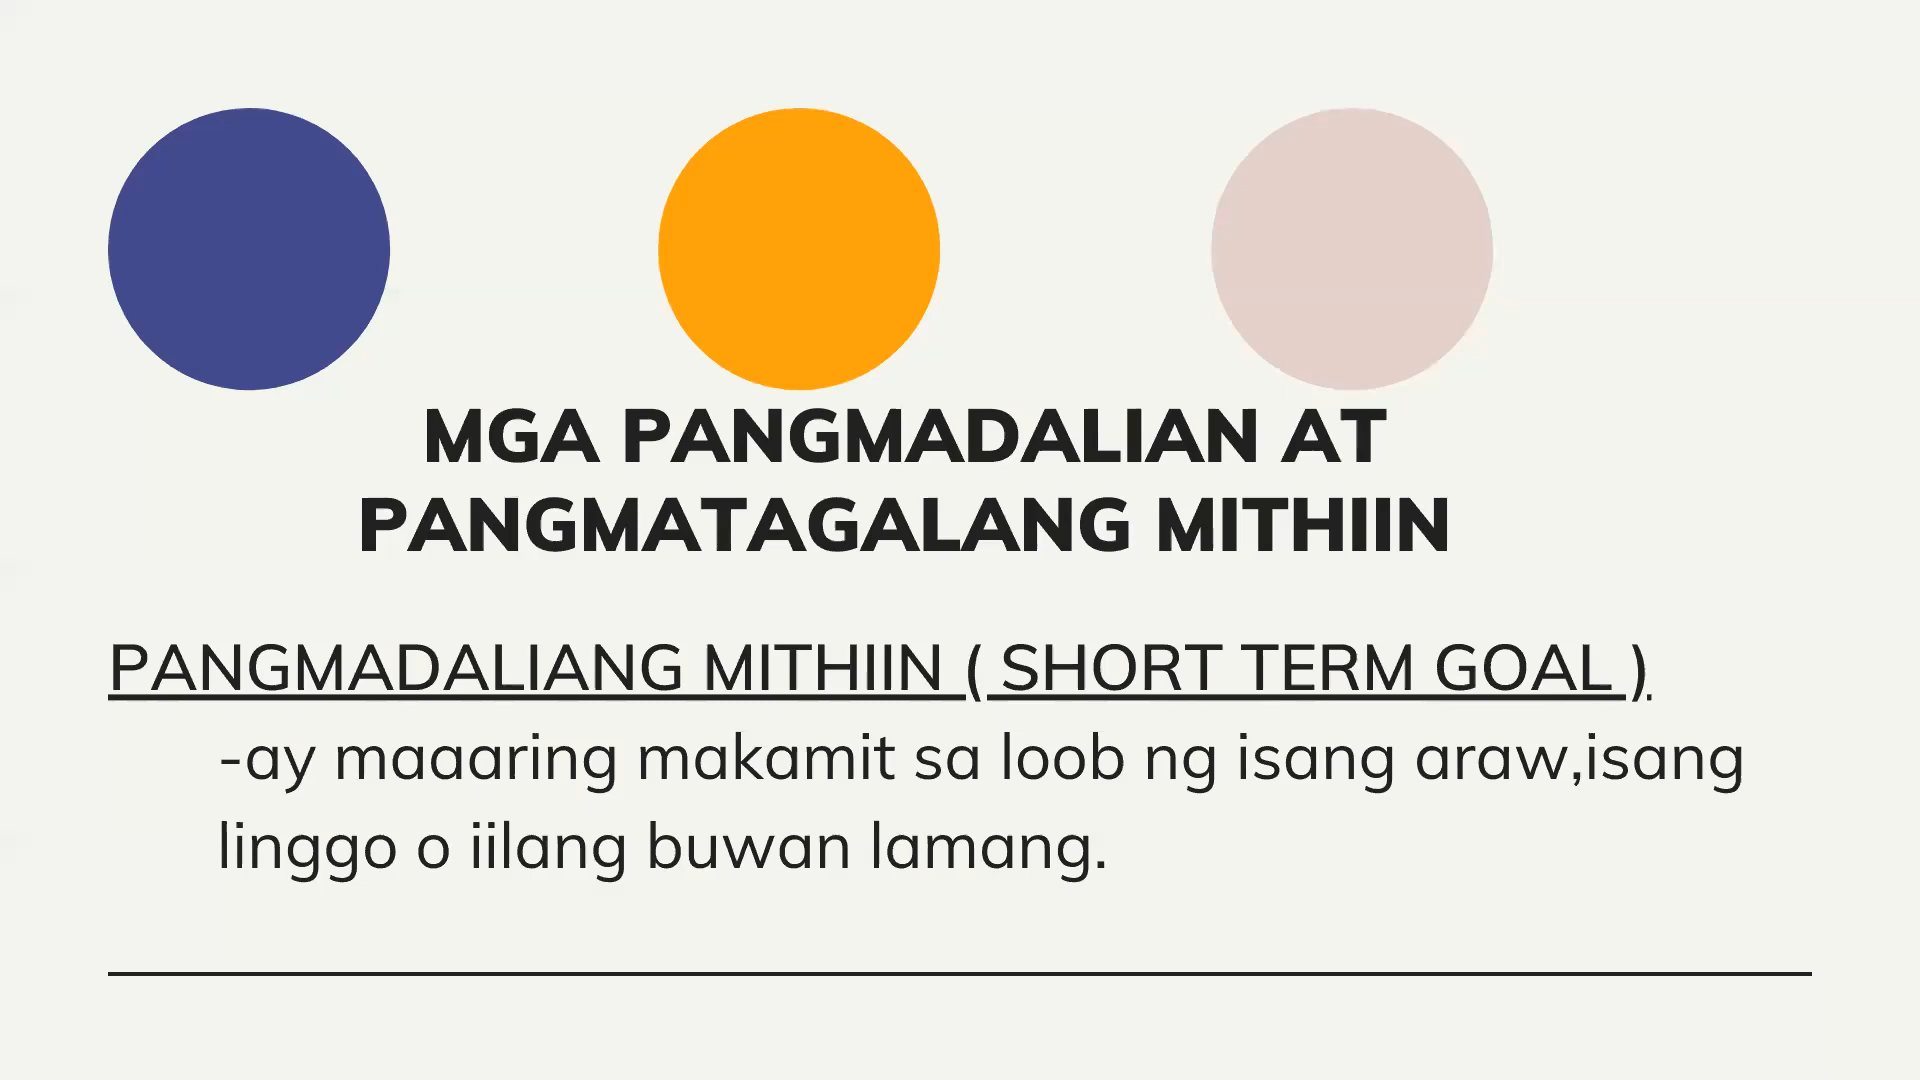 MGA PANGMADALIAN AT
PANGMATAGALANG MITHIIN
PANGMADALIANG MITHIIN ( SHORT TERM GOAL ).
-ay maaaring makamit sa loob ng isang araw,isang
linggo o iilang buwan lamang.